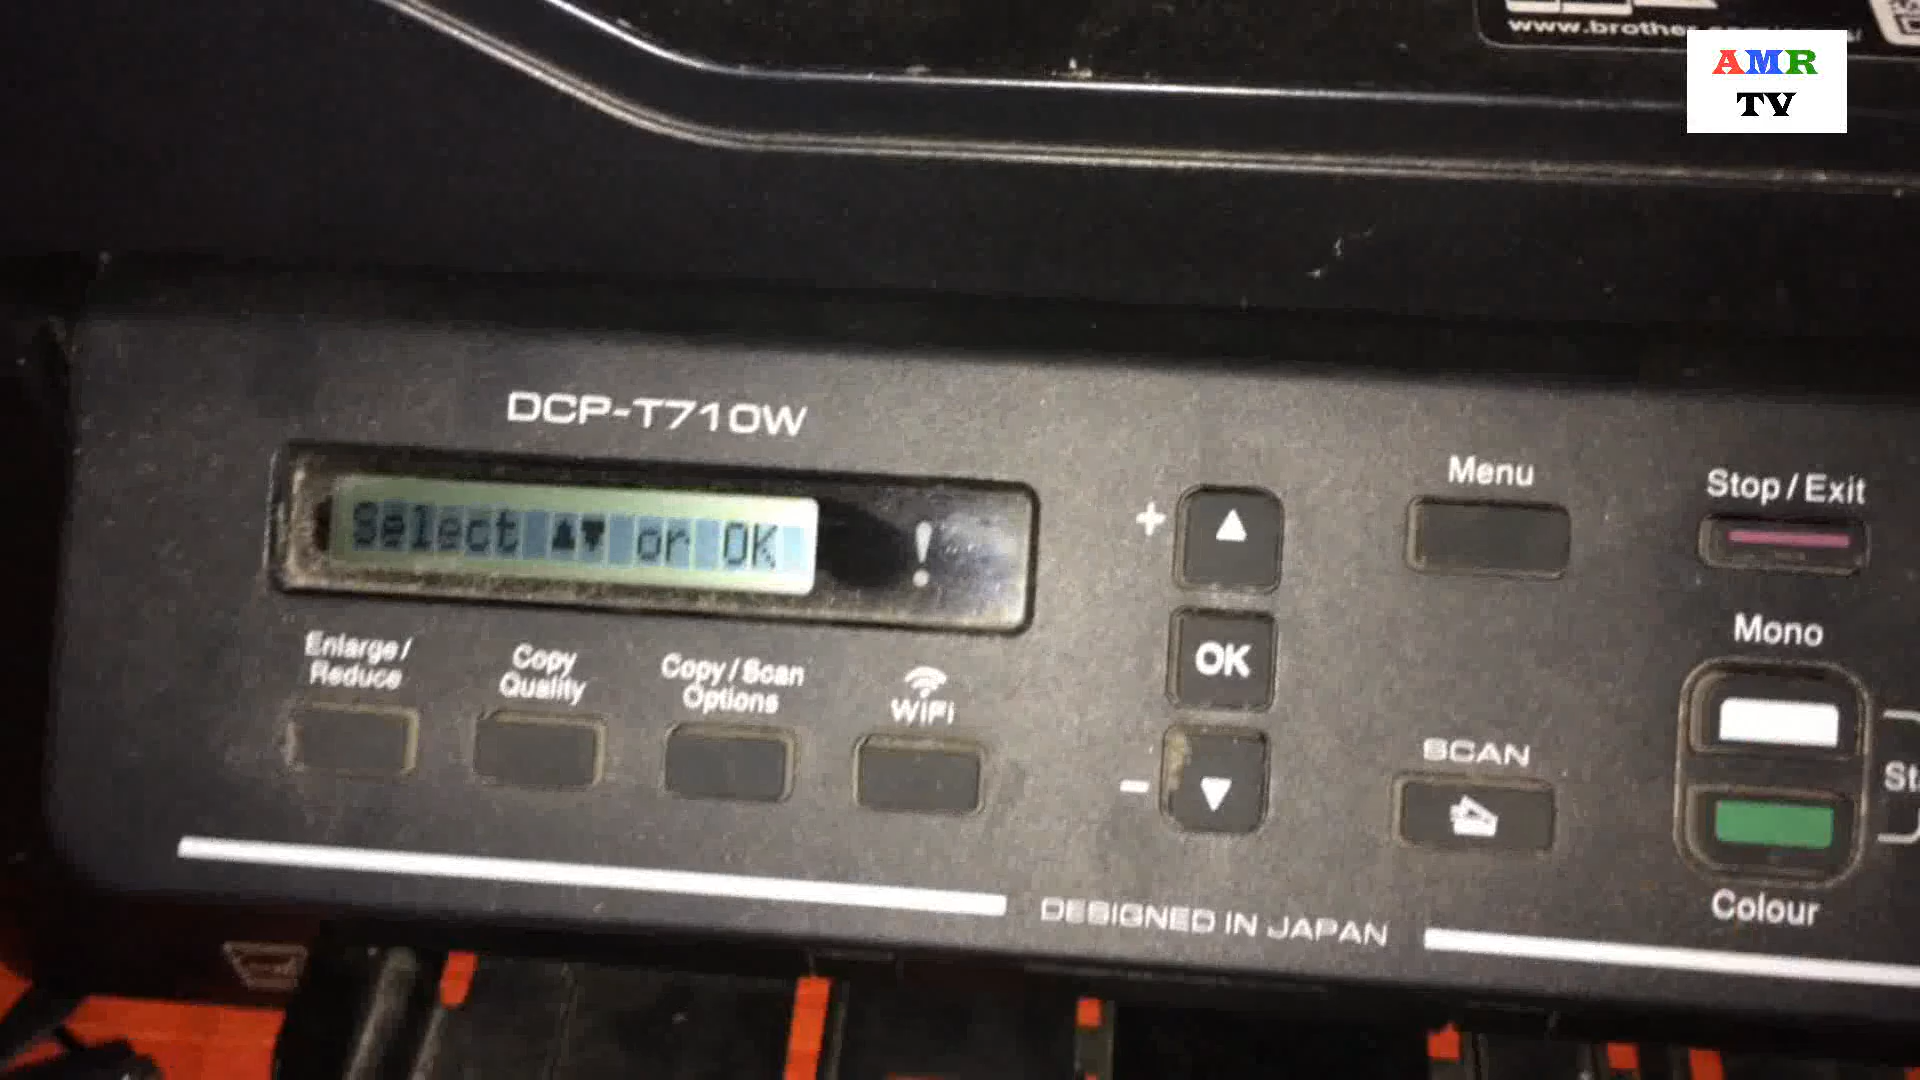 www.brother
AMR
TV
DCP-T710W
Select ▲▼ or OK
!
Enlarge/
Reduce
Copy
Quality
Copy/Scan
Options
WiFi
+
OK
-
Menu
Stop/Exit
Mono
SCAN
Colour
DESIGNED IN JAPAN